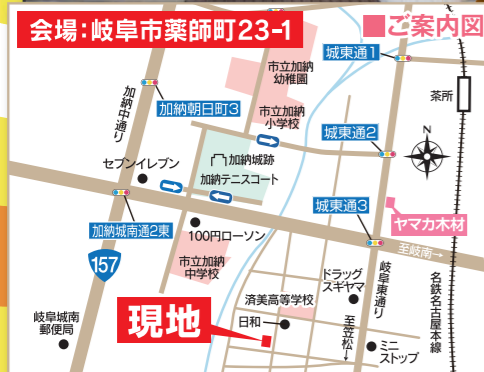 会場:岐阜市薬師町23-1
ご案内図
市立加納
幼稚園
城東通1
茶所
加納中通り
加納朝日町3
市立加納
小学校
城東通2
N
加納城跡
セブンイレブン
加納テニスコート
城東通3
ヤマカ木材
加納城南通2東
100円ローソン
至岐南→
157
市立加納
中学校
岐阜東通り
名鉄名古屋本線
ドラッグ
スギヤマ
済美高等学校
現地
日和
至笠松→
岐阜城南
郵便局
ミニ
ストップ